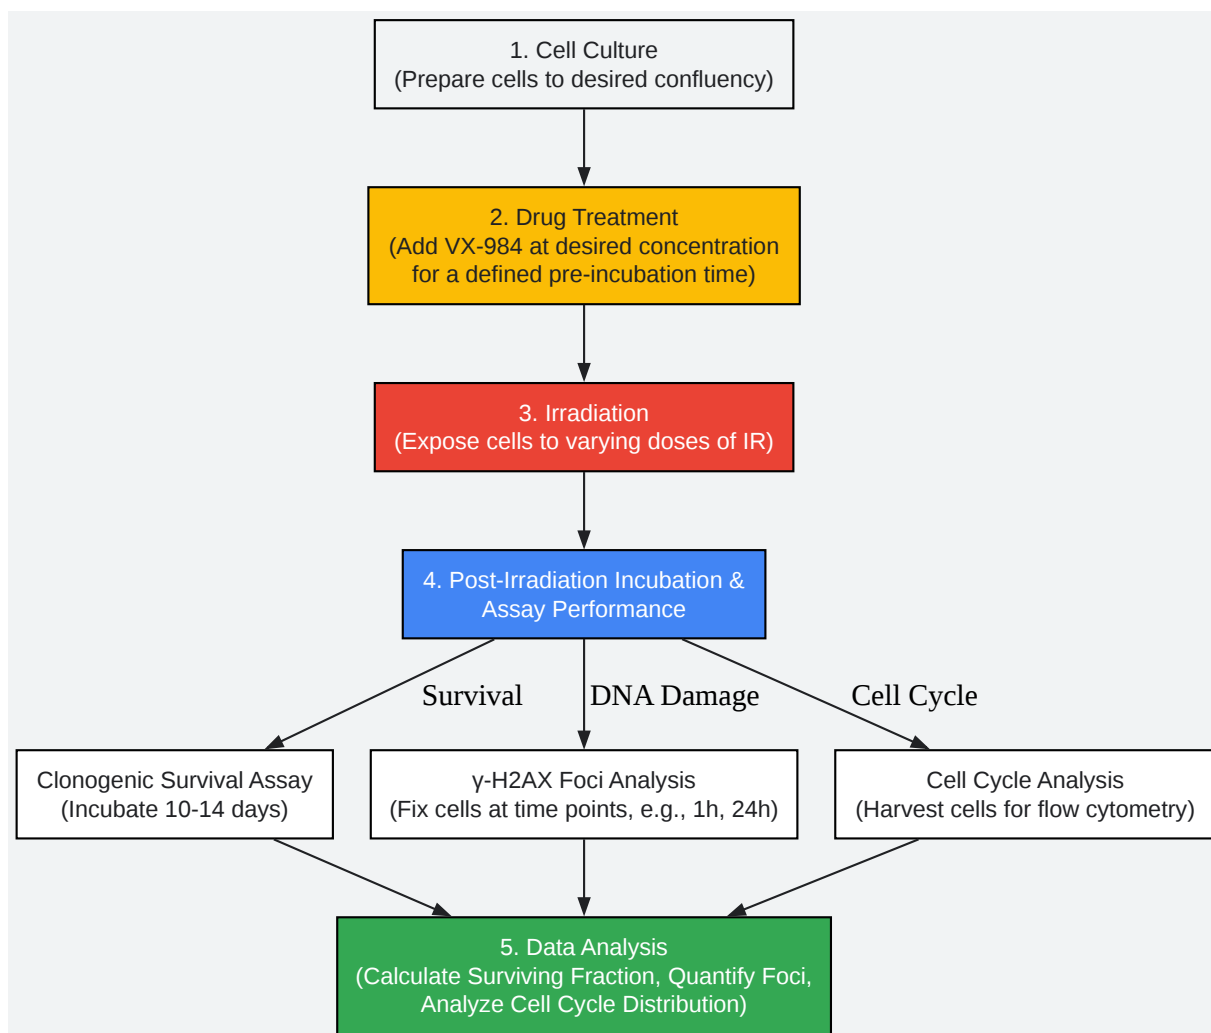 1. Cell Culture
(Prepare cells to desired confluency)
2. Drug Treatment
(Add VX-984 at desired concentration
for a defined pre-incubation time)
3. Irradiation
(Expose cells to varying doses of IR)
4. Post-Irradiation Incubation &
Assay Performance
Survival
DNA Damage
Cell Cycle
Clonogenic Survival Assay
(Incubate 10-14 days)
γ-H2AX Foci Analysis
(Fix cells at time points, e.g., 1h, 24h)
Cell Cycle Analysis
(Harvest cells for flow cytometry)
5. Data Analysis
(Calculate Surviving Fraction, Quantify Foci,
Analyze Cell Cycle Distribution)